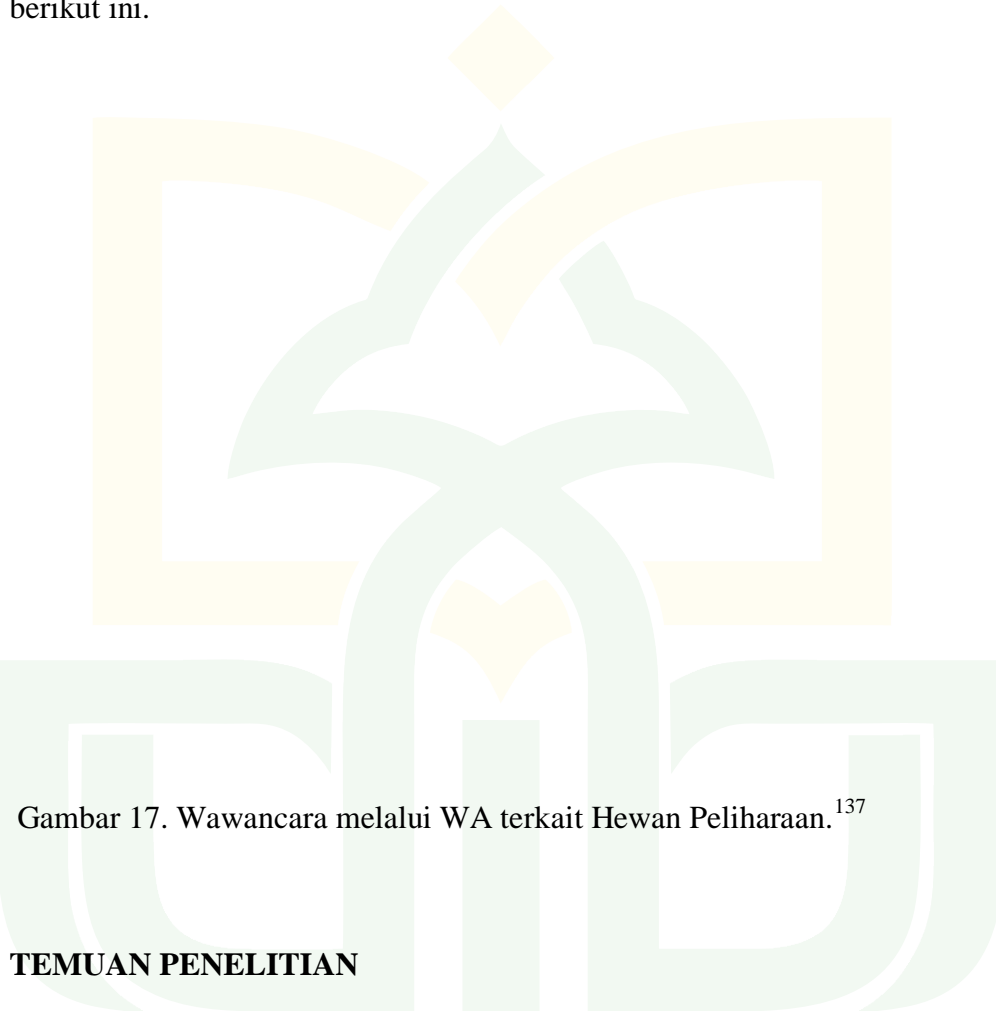 berikut ini.
Gambar 17. Wawancara melalui WA terkait Hewan Peliharaan.137
TEMUAN PENELITIAN